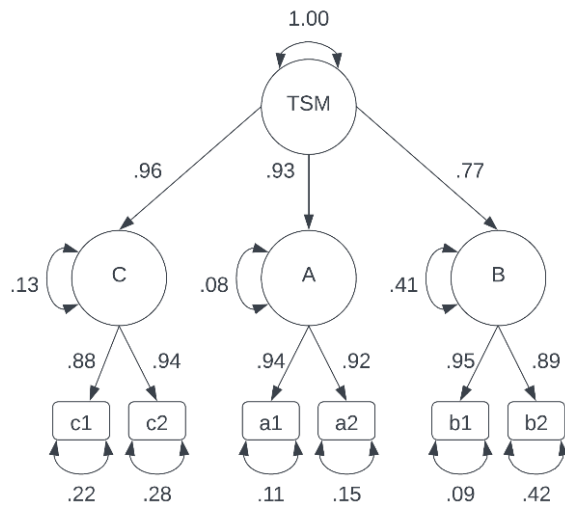 1.00
TSM
.96 .93 .77
.13 C .08 A .41 B
.88 .94 .94 .92 .95 .89
c1 c2 a1 a2 b1 b2
.22 .28 .11 .15 .09 .42